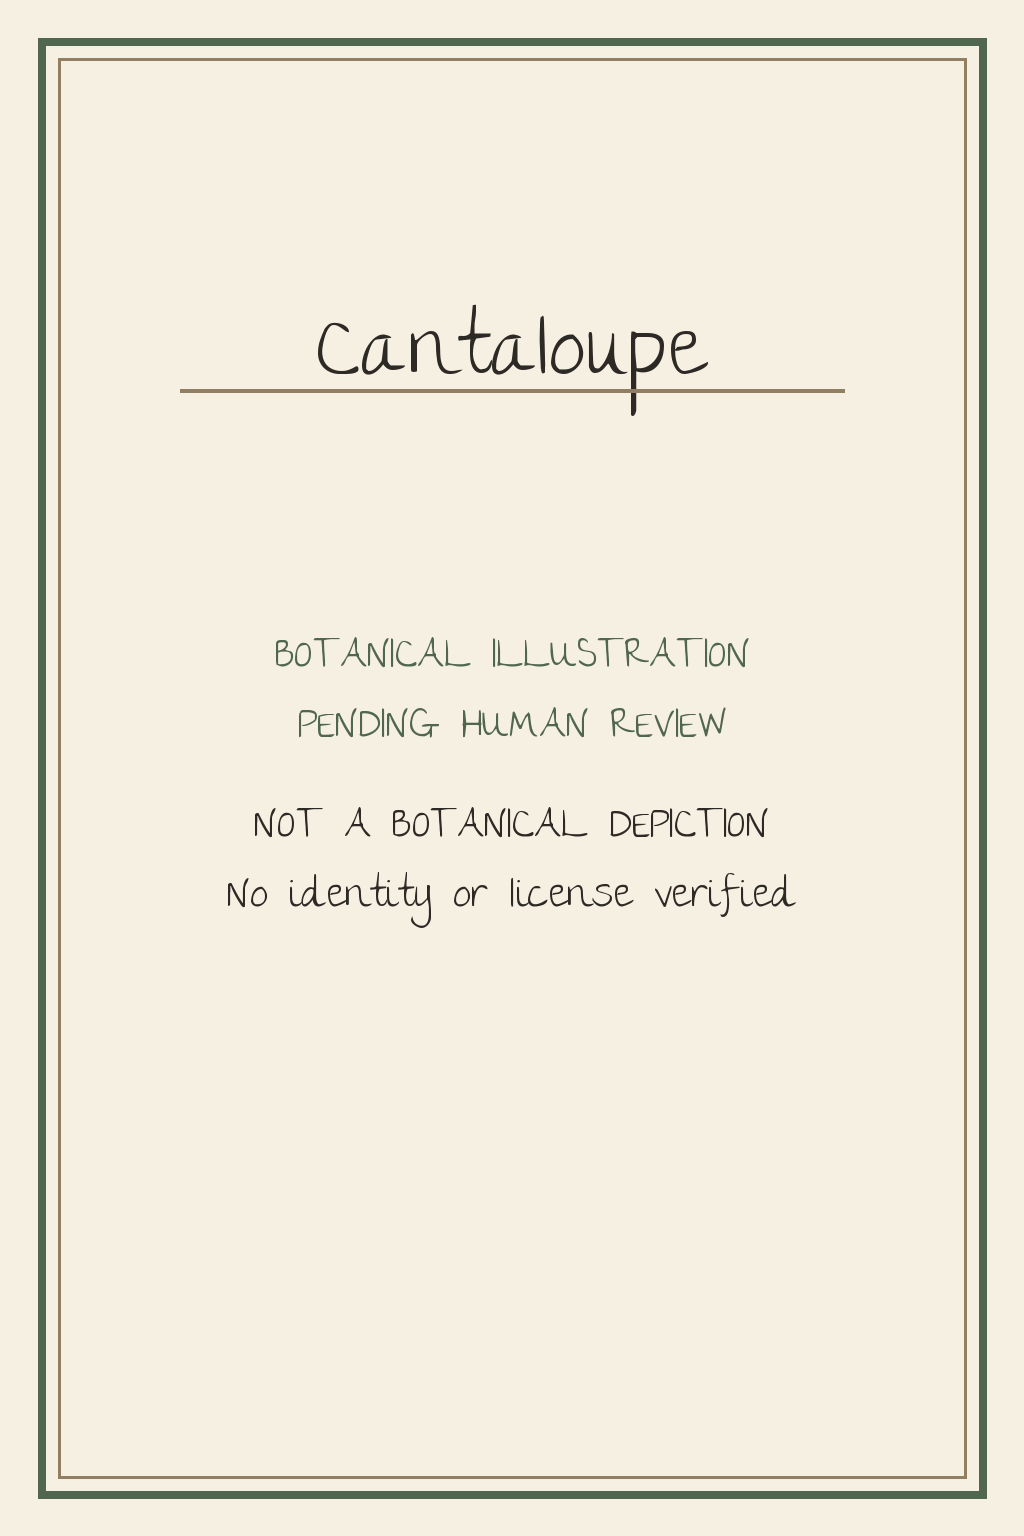 Cantaloupe
BOTANICAL ILLUSTRATION
PENDING HUMAN REVIEW
NOT A BOTANICAL DEPICTION
No identity or license verified